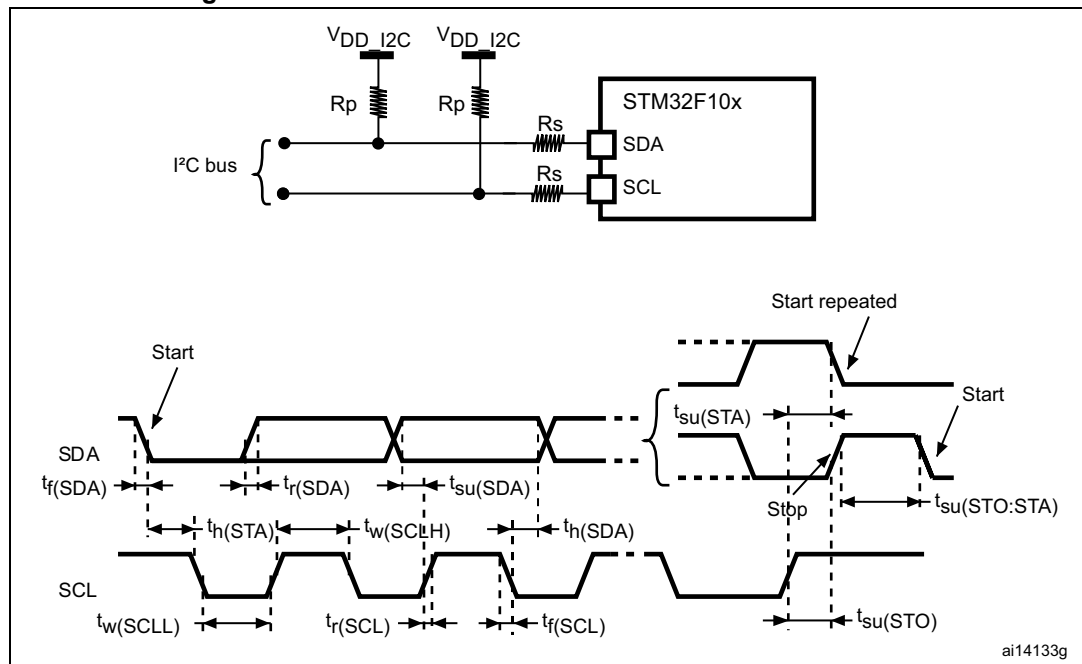 VDD_I2C VDD_I2C
Rp Rp
STM32F10x
Rs
SDA
I²C bus
Rs
SCL
Start repeated
Start
Start
tsu(STA)
SDA
tf(SDA) tr(SDA) tsu(SDA)
Stop
tsu(STO:STA)
th(STA) tw(SCLH) th(SDA)
SCL
tw(SCLL) tr(SCL) tf(SCL) tsu(STO)
ai14133g